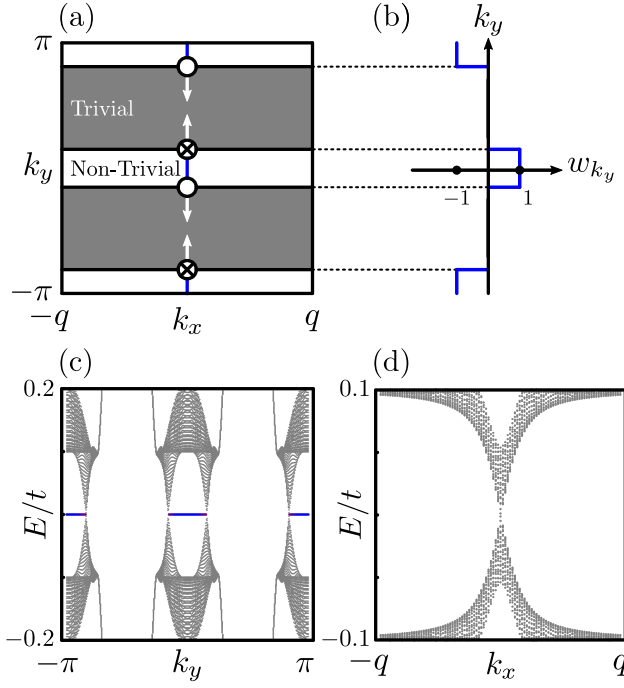 (a)
π
Trivial
k_y
Non-Trivial
−π
−q
k_x
q
(b)
k_y
w_{k_y}
−1
1
(c)
0.2
E/t
−0.2
−π
k_y
π
(d)
0.1
E/t
−0.1
−q
k_x
q